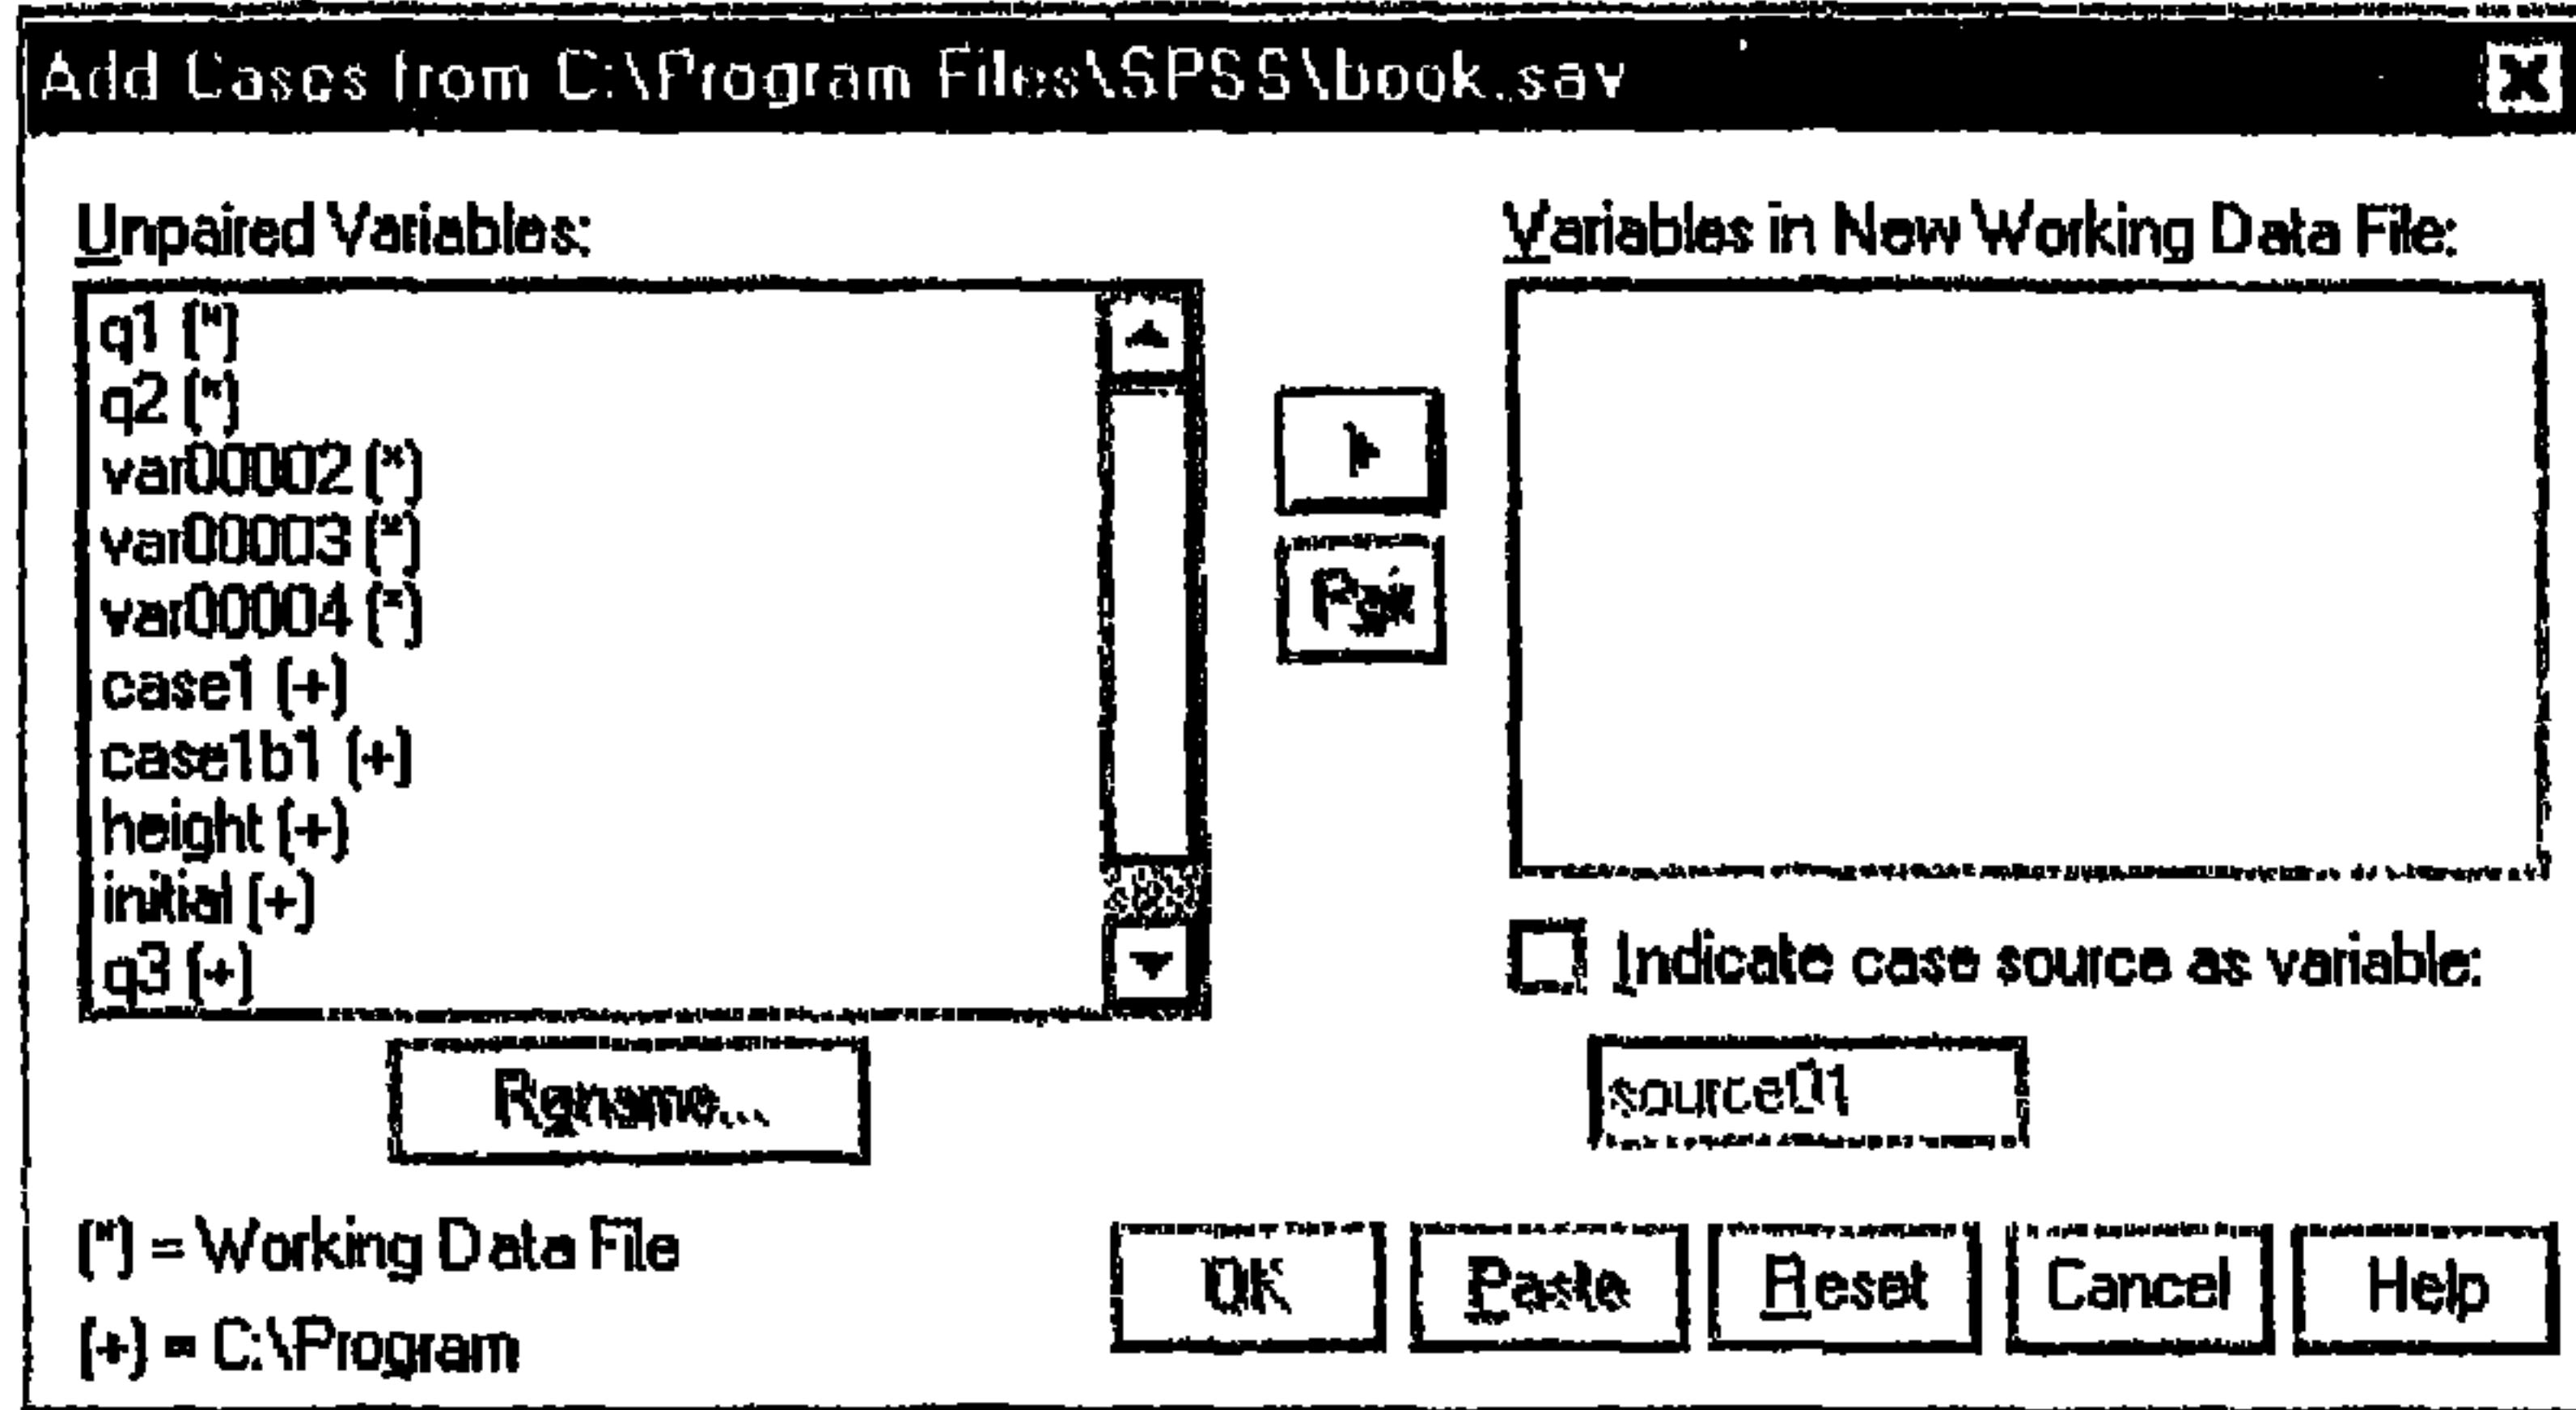 Add Cases from C:\Program Files\SPSS\book.sav
Unpaired Variables:
q1 (*)
q2 (*)
var00002 (*)
var00003 (*)
var00004 (*)
case1 (+)
case1b1 (+)
height (+)
initial (+)
q3 (+)
Rename...
(*) = Working Data File
(+) = C:\Program
Pair
Variables in New Working Data File:
Indicate case source as variable:
source01
OK Paste Reset Cancel Help